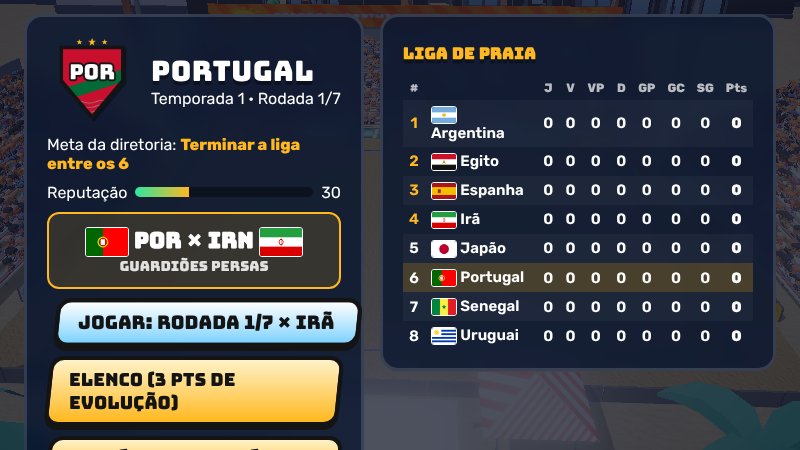 POR
PORTUGAL
Temporada 1 • Rodada 1/7
Meta da diretoria: Terminar a liga
entre os 6
Reputação 30
POR × IRN
GUARDIÕES PERSAS
JOGAR: RODADA 1/7 × IRÃ
ELENCO (3 PTS DE
EVOLUÇÃO)
LIGA DE PRAIA
# J V VP D GP GC SG Pts
1 Argentina 0 0 0 0 0 0 0 0
2 Egito 0 0 0 0 0 0 0 0
3 Espanha 0 0 0 0 0 0 0 0
4 Irã 0 0 0 0 0 0 0 0
5 Japão 0 0 0 0 0 0 0 0
6 Portugal 0 0 0 0 0 0 0 0
7 Senegal 0 0 0 0 0 0 0 0
8 Uruguai 0 0 0 0 0 0 0 0